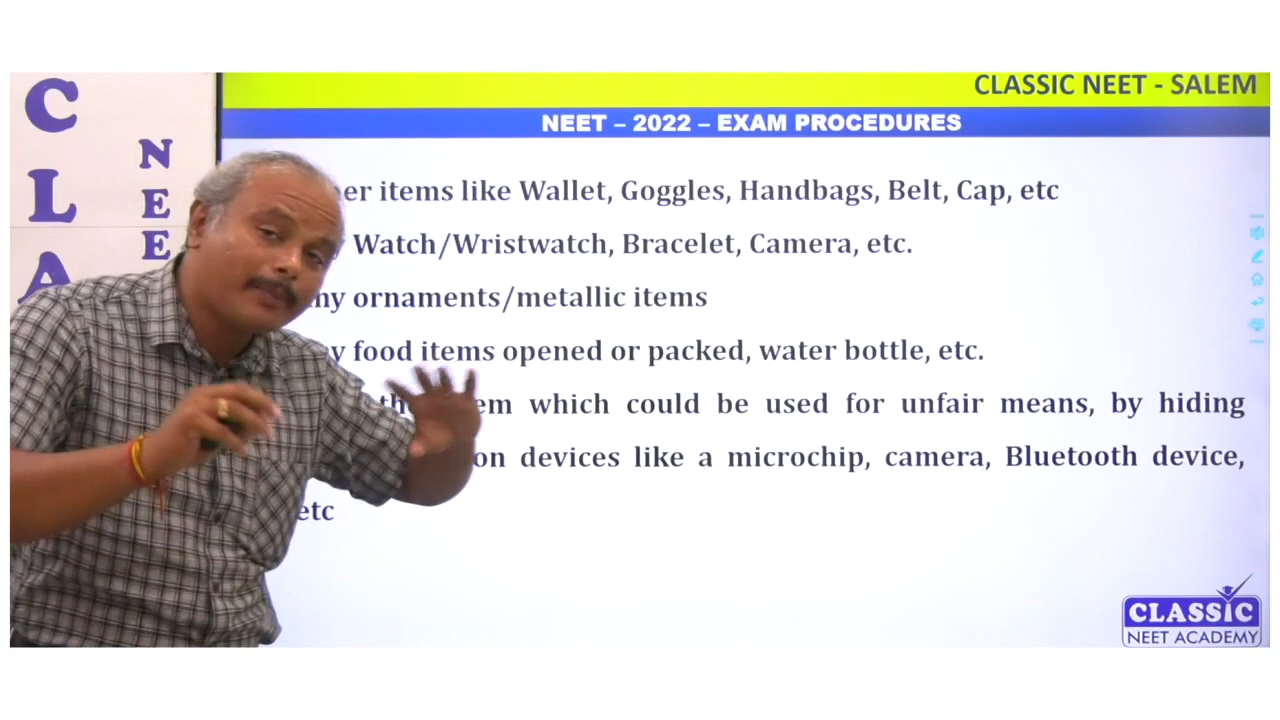 CLASSIC NEET - SALEM
NEET – 2022 – EXAM PROCEDURES
C
L
A
N
E
E
items like Wallet, Goggles, Handbags, Belt, Cap, etc
Watch/Wristwatch, Bracelet, Camera, etc.
ornaments/metallic items
food items opened or packed, water bottle, etc.
which could be used for unfair means, by hiding
devices like a microchip, camera, Bluetooth device,
etc
CLASSIC
NEET ACADEMY